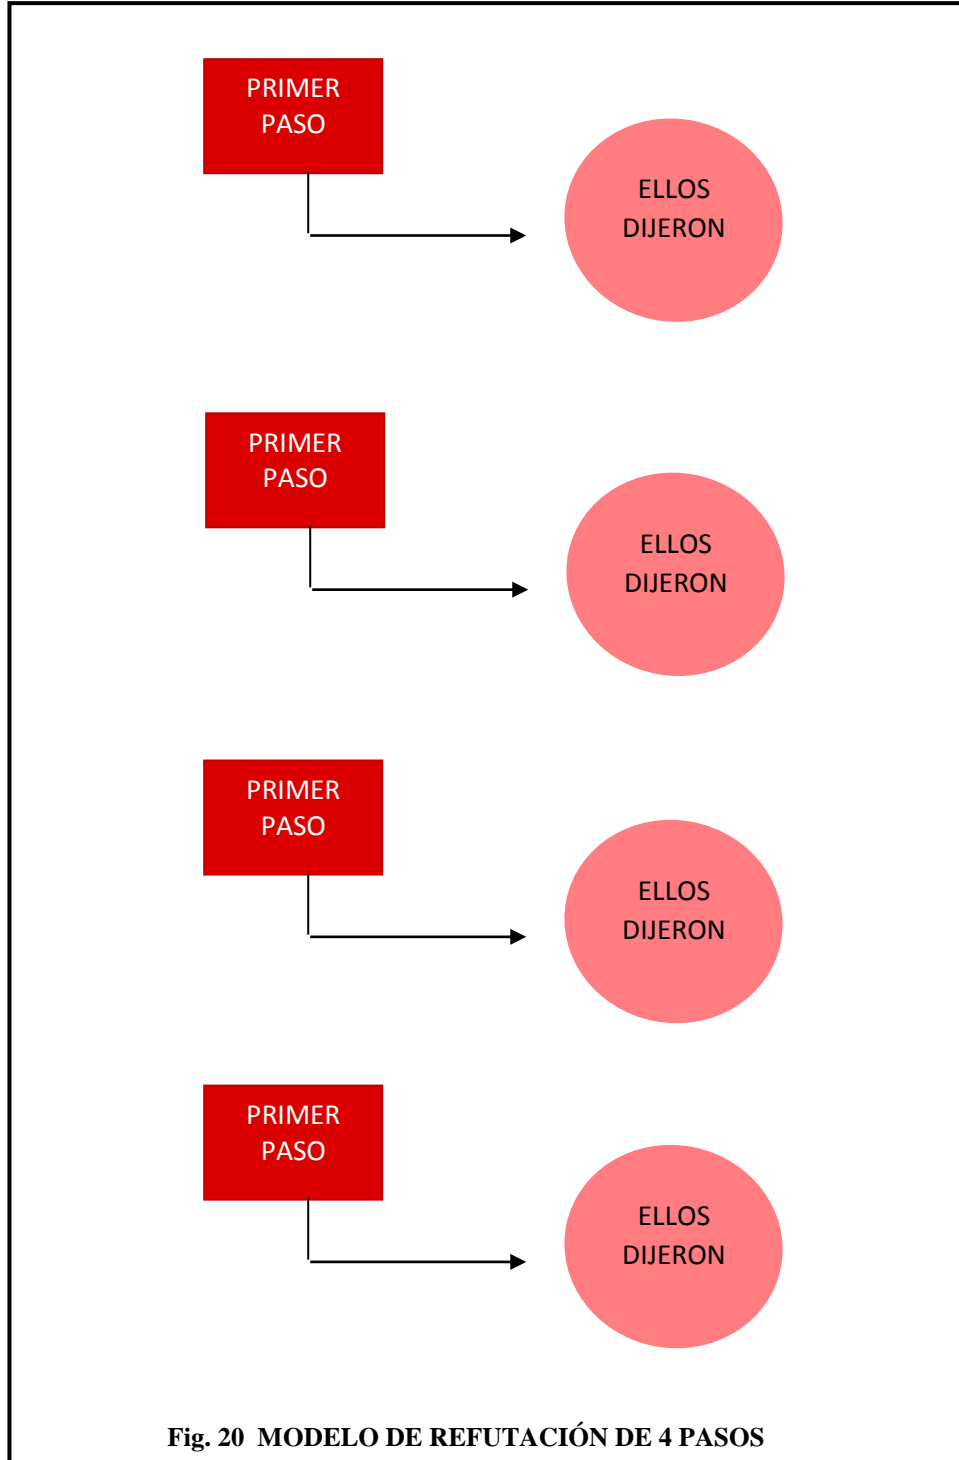 PRIMER
PASO
ELLOS
DIJERON
PRIMER
PASO
ELLOS
DIJERON
PRIMER
PASO
ELLOS
DIJERON
PRIMER
PASO
ELLOS
DIJERON
Fig. 20 MODELO DE REFUTACIÓN DE 4 PASOS